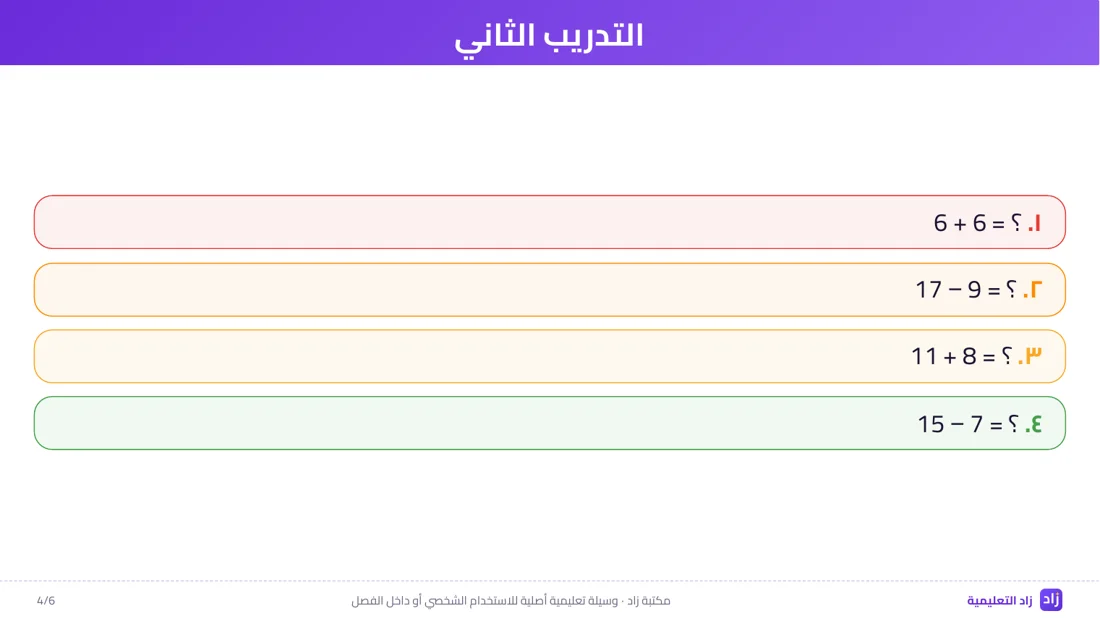 التدريب الثاني
١. 6 + 6 = ؟
٢. 17 − 9 = ؟
٣. 11 + 8 = ؟
٤. 15 − 7 = ؟
زاد زاد التعليمية
مكتبة زاد · وسيلة تعليمية أصلية للاستخدام الشخصي أو داخل الفصل
4/6